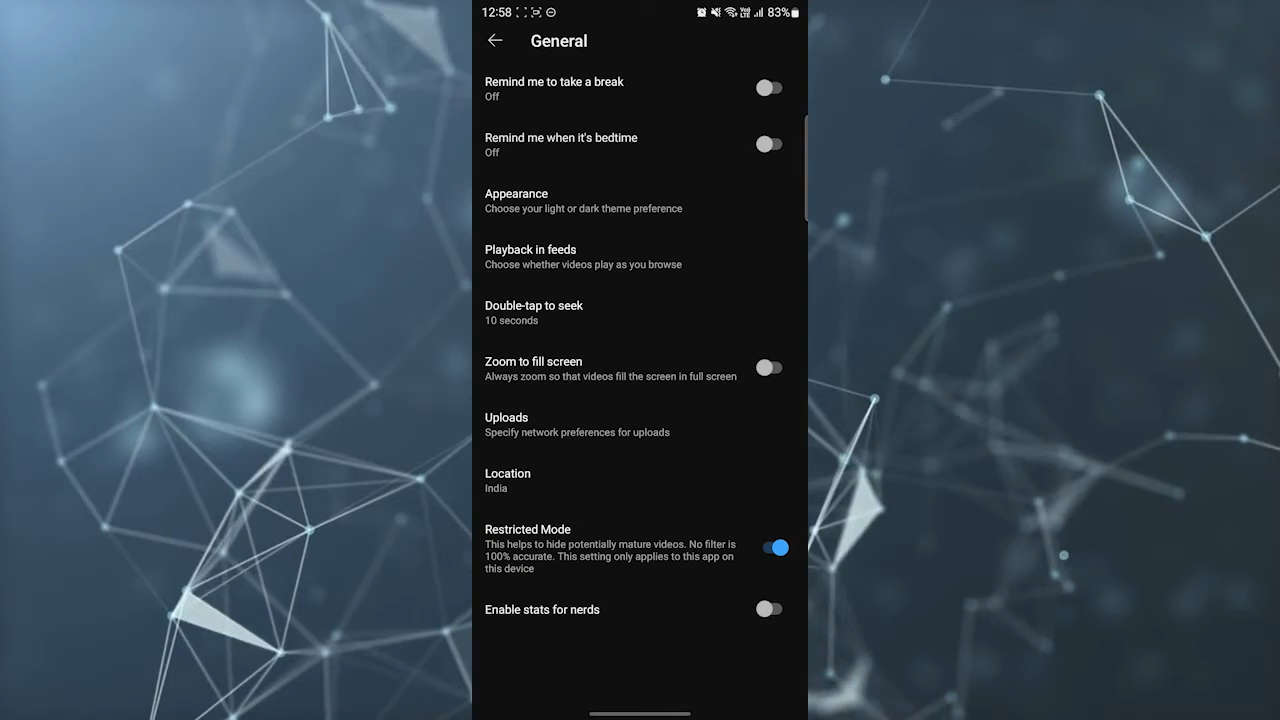 12:58
83%
General
Remind me to take a break
Off
Remind me when it's bedtime
Off
Appearance
Choose your light or dark theme preference
Playback in feeds
Choose whether videos play as you browse
Double-tap to seek
10 seconds
Zoom to fill screen
Always zoom so that videos fill the screen in full screen
Uploads
Specify network preferences for uploads
Location
India
Restricted Mode
This helps to hide potentially mature videos. No filter is
100% accurate. This setting only applies to this app on
this device
Enable stats for nerds